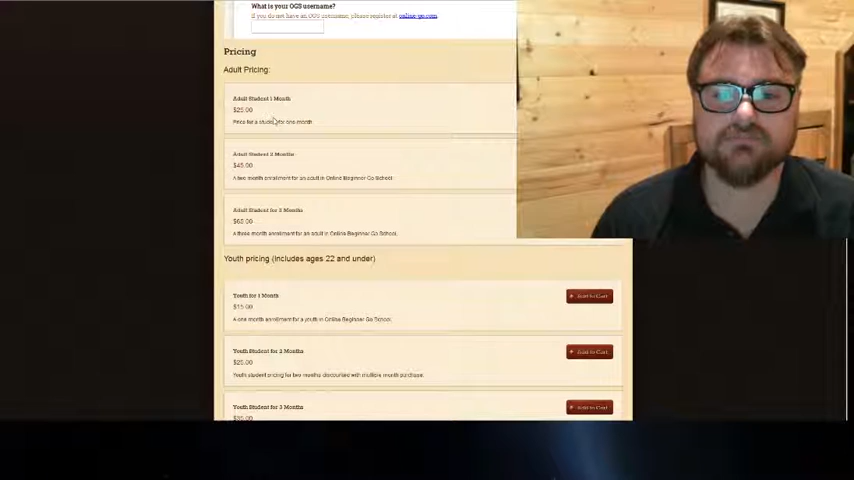 What is your OGS username?
If you do not have an OGS username, please register at online-go.com.
Pricing
Adult Pricing:
Adult Student 1 Month
$25.00
Price for a student for one month
Adult Student 2 Months
$45.00
A two month enrollment for an adult in Online Beginner Go School.
Adult Student for 3 Months
$65.00
A three month enrollment for an adult in Online Beginner Go School.
Youth pricing (includes ages 22 and under)
Youth for 1 Month
$15.00
Add to Cart
A one month enrollment for a youth in Online Beginner Go School.
Youth Student for 2 Months
$25.00
Add to Cart
Youth student pricing for two months discounted with multiple month purchase.
Youth Student for 3 Months
$35.00
Add to Cart